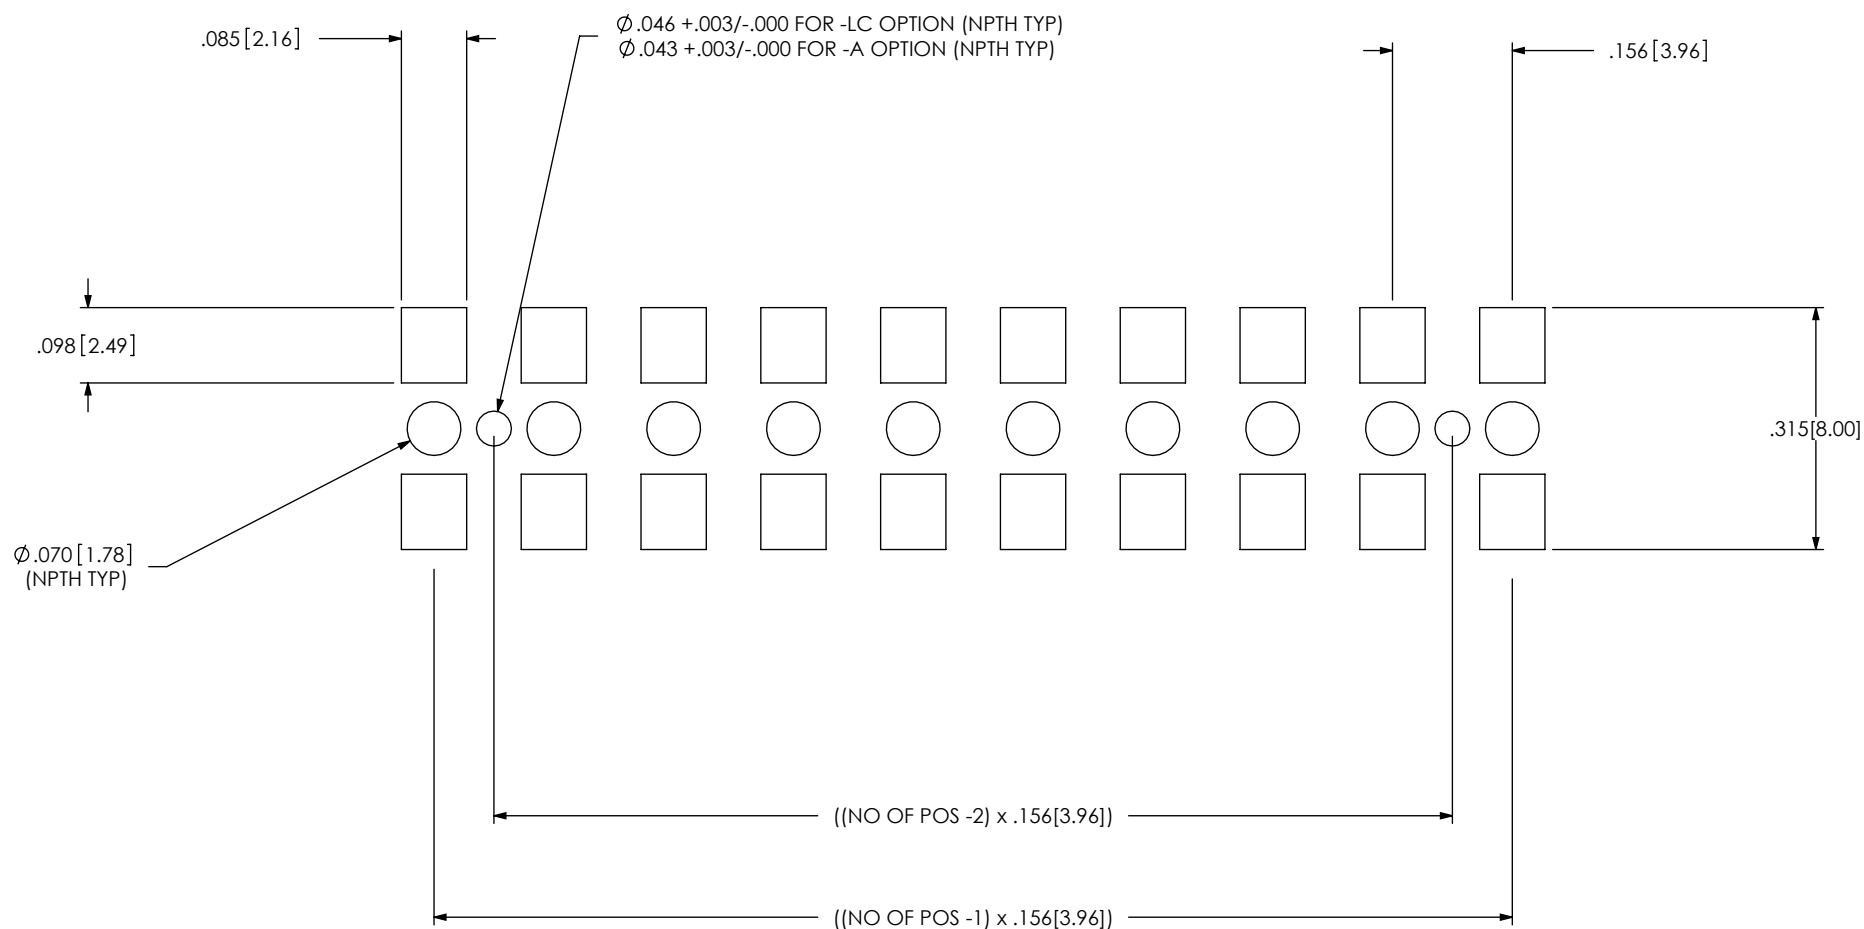 .085 [2.16]
Ø.046 +.003/-.000 FOR -LC OPTION (NPTH TYP)
Ø.043 +.003/-.000 FOR -A OPTION (NPTH TYP)
.156 [3.96]
.098 [2.49]
.315[8.00]
Ø.070 [1.78]
(NPTH TYP)
((NO OF POS -2) x .156[3.96])
((NO OF POS -1) x .156[3.96])